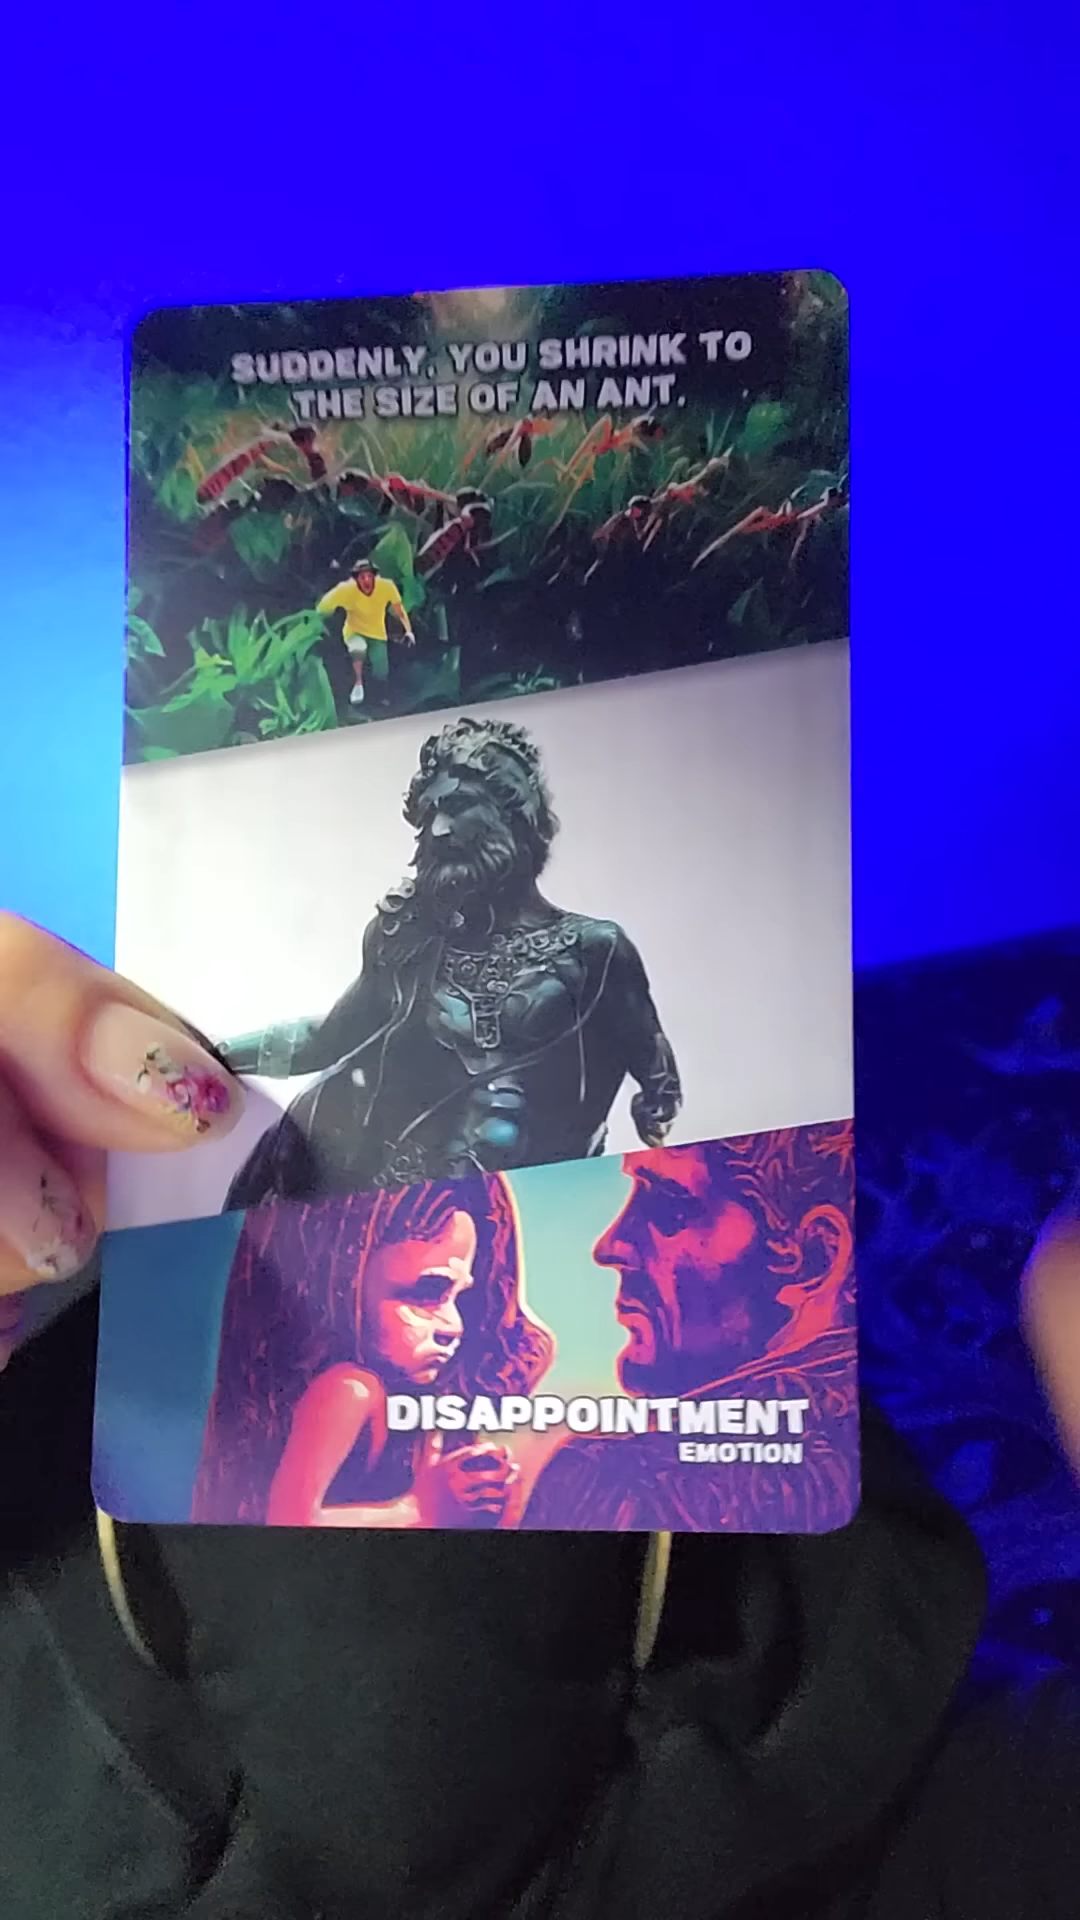 SUDDENLY, YOU SHRINK TO
THE SIZE OF AN ANT.
DISAPPOINTMENT
EMOTION